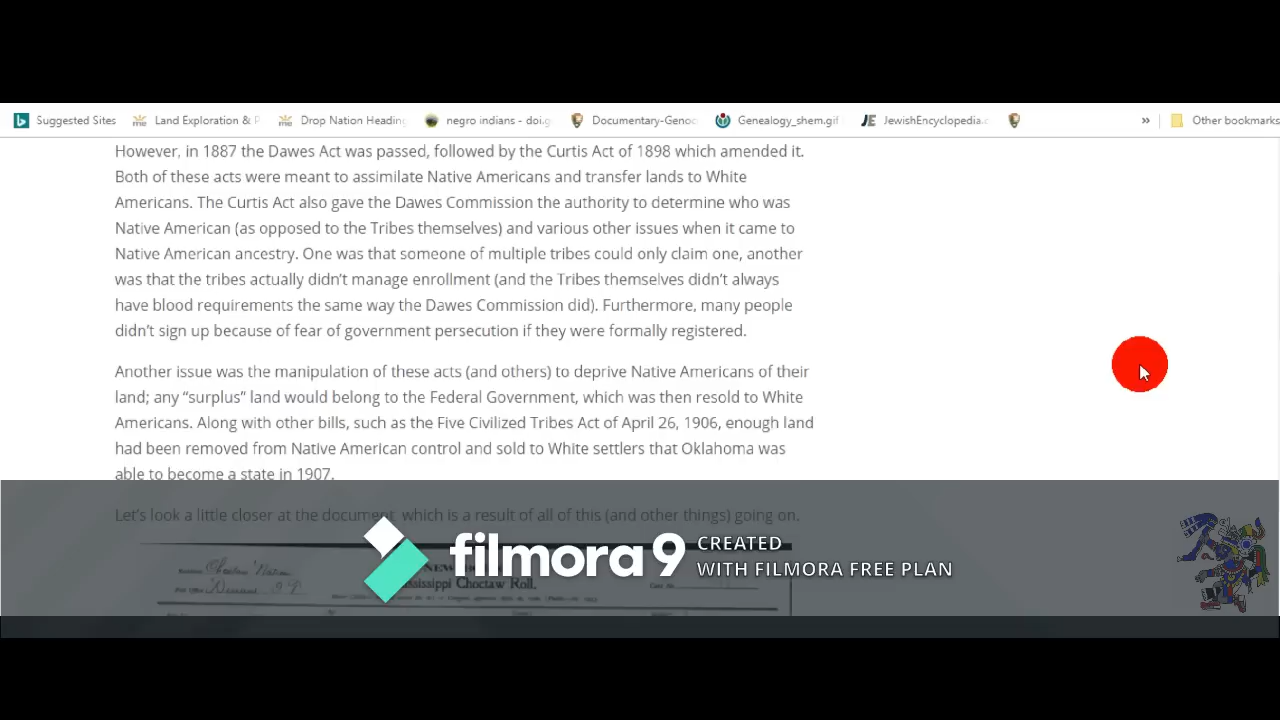 Suggested Sites Land Exploration & P Drop Nation Heading negro indians - doi.g Documentary-Genoc Genealogy_shem.gif JewishEncyclopedia.c » Other bookmarks
However, in 1887 the Dawes Act was passed, followed by the Curtis Act of 1898 which amended it.
Both of these acts were meant to assimilate Native Americans and transfer lands to White
Americans. The Curtis Act also gave the Dawes Commission the authority to determine who was
Native American (as opposed to the Tribes themselves) and various other issues when it came to
Native American ancestry. One was that someone of multiple tribes could only claim one, another
was that the tribes actually didn't manage enrollment (and the Tribes themselves didn't always
have blood requirements the same way the Dawes Commission did). Furthermore, many people
didn't sign up because of fear of government persecution if they were formally registered.
Another issue was the manipulation of these acts (and others) to deprive Native Americans of their
land; any “surplus” land would belong to the Federal Government, which was then resold to White
Americans. Along with other bills, such as the Five Civilized Tribes Act of April 26, 1906, enough land
had been removed from Native American control and sold to White settlers that Oklahoma was
able to become a state in 1907.
Let's look a little closer at the document, which is a result of all of this (and other things) going on.
Choctaw Nation
NEW
Mississippi Choctaw Roll.
filmora9 CREATED
WITH FILMORA FREE PLAN